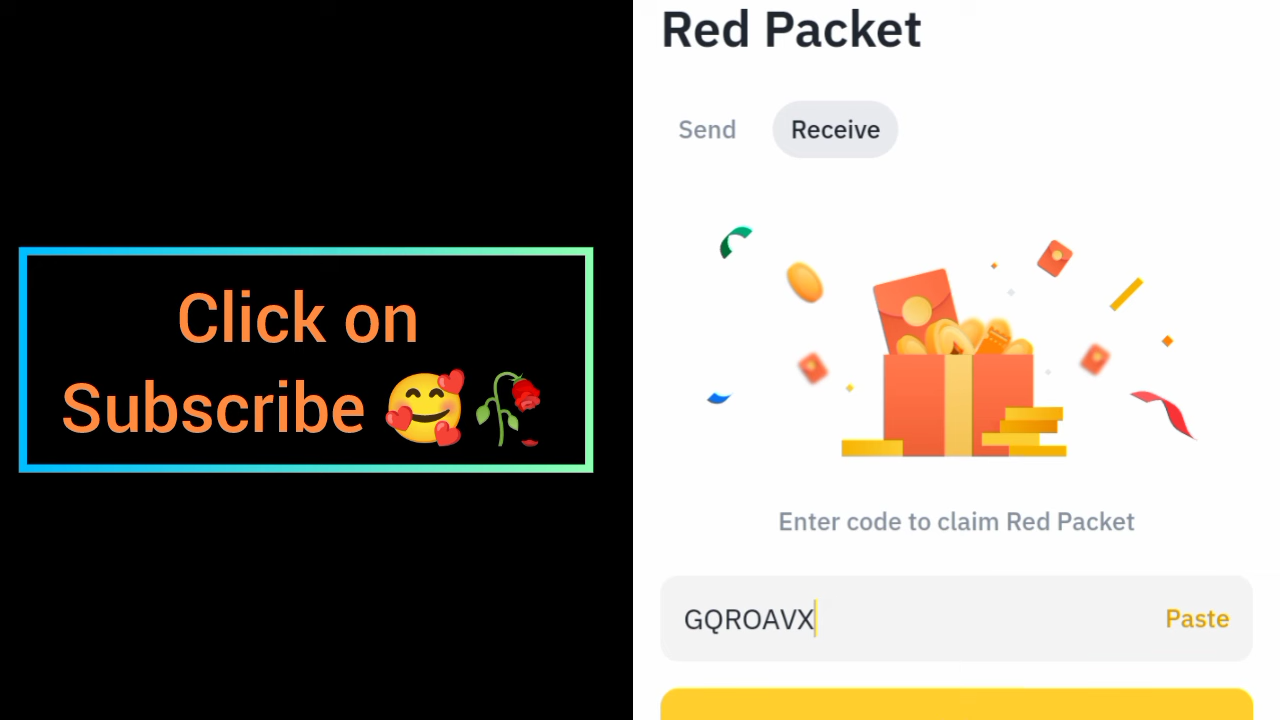 Click on
Subscribe 🥰🥀
Red Packet
Send
Receive
Enter code to claim Red Packet
GQROAVX
Paste